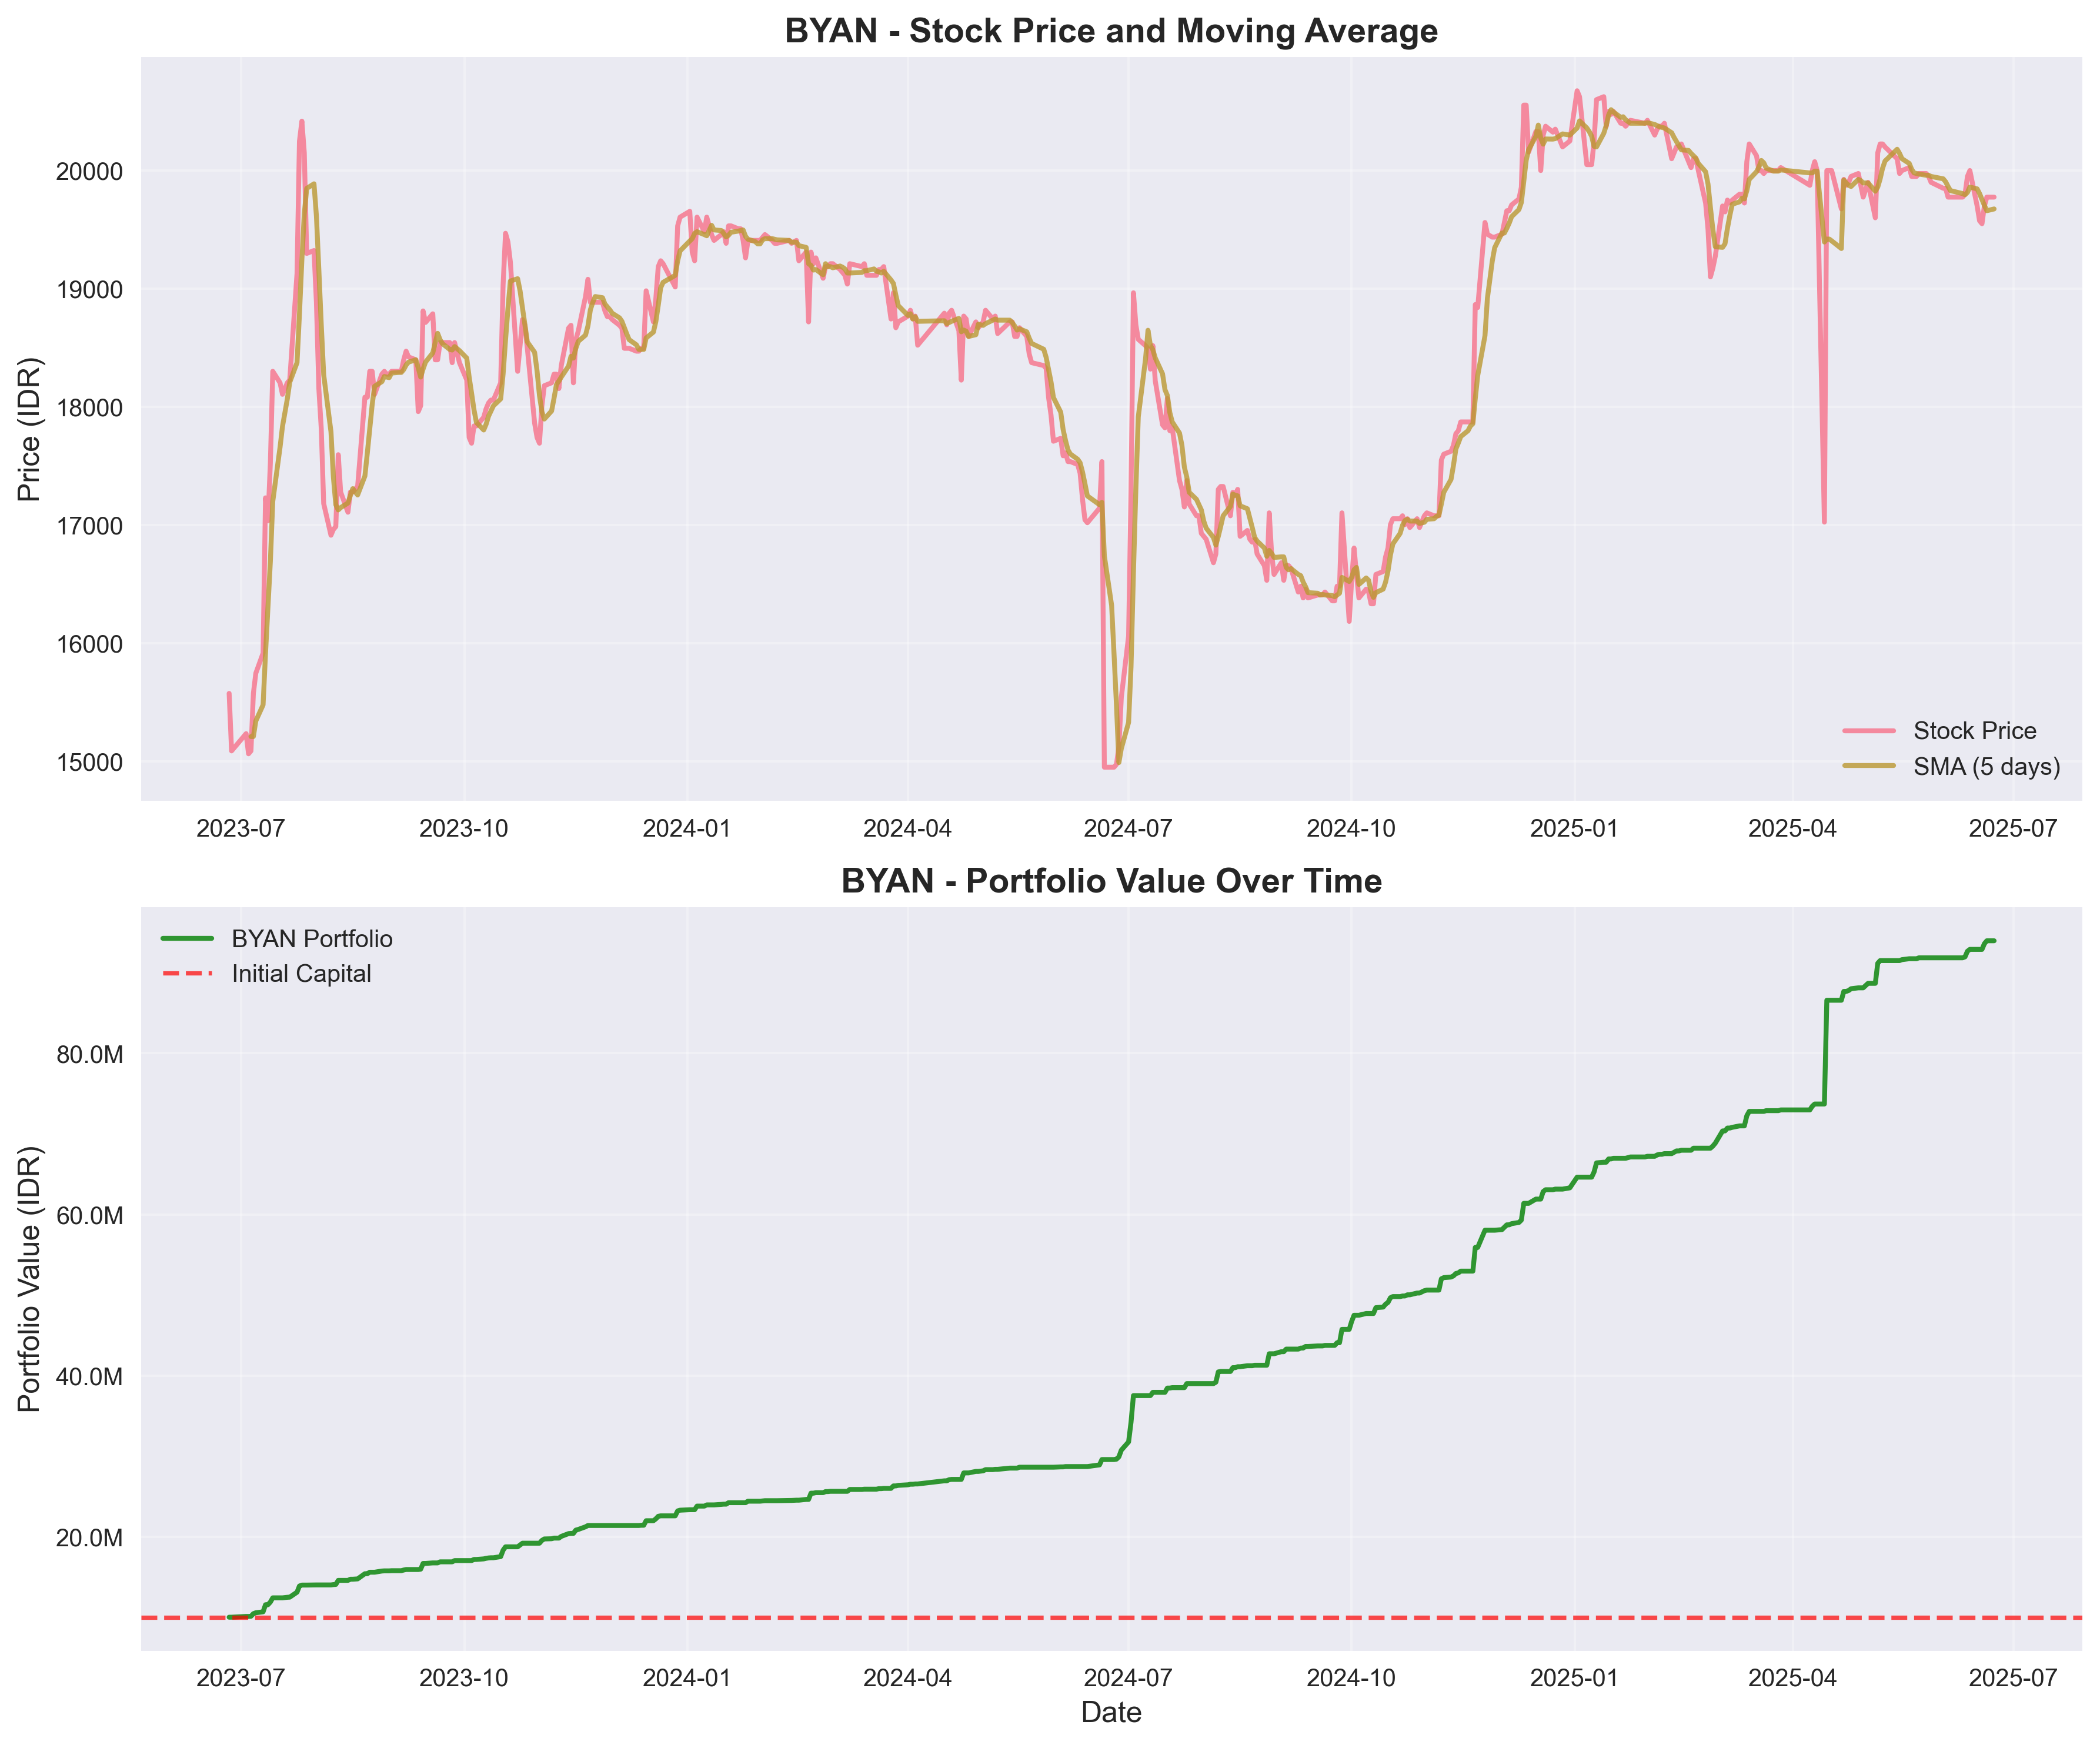 BYAN - Stock Price and Moving Average
Price (IDR)
20000
19000
18000
17000
16000
15000
Stock Price
SMA (5 days)
2023-07 2023-10 2024-01 2024-04 2024-07 2024-10 2025-01 2025-04 2025-07
BYAN - Portfolio Value Over Time
BYAN Portfolio
Initial Capital
Portfolio Value (IDR)
80.0M
60.0M
40.0M
20.0M
2023-07 2023-10 2024-01 2024-04 2024-07 2024-10 2025-01 2025-04 2025-07
Date